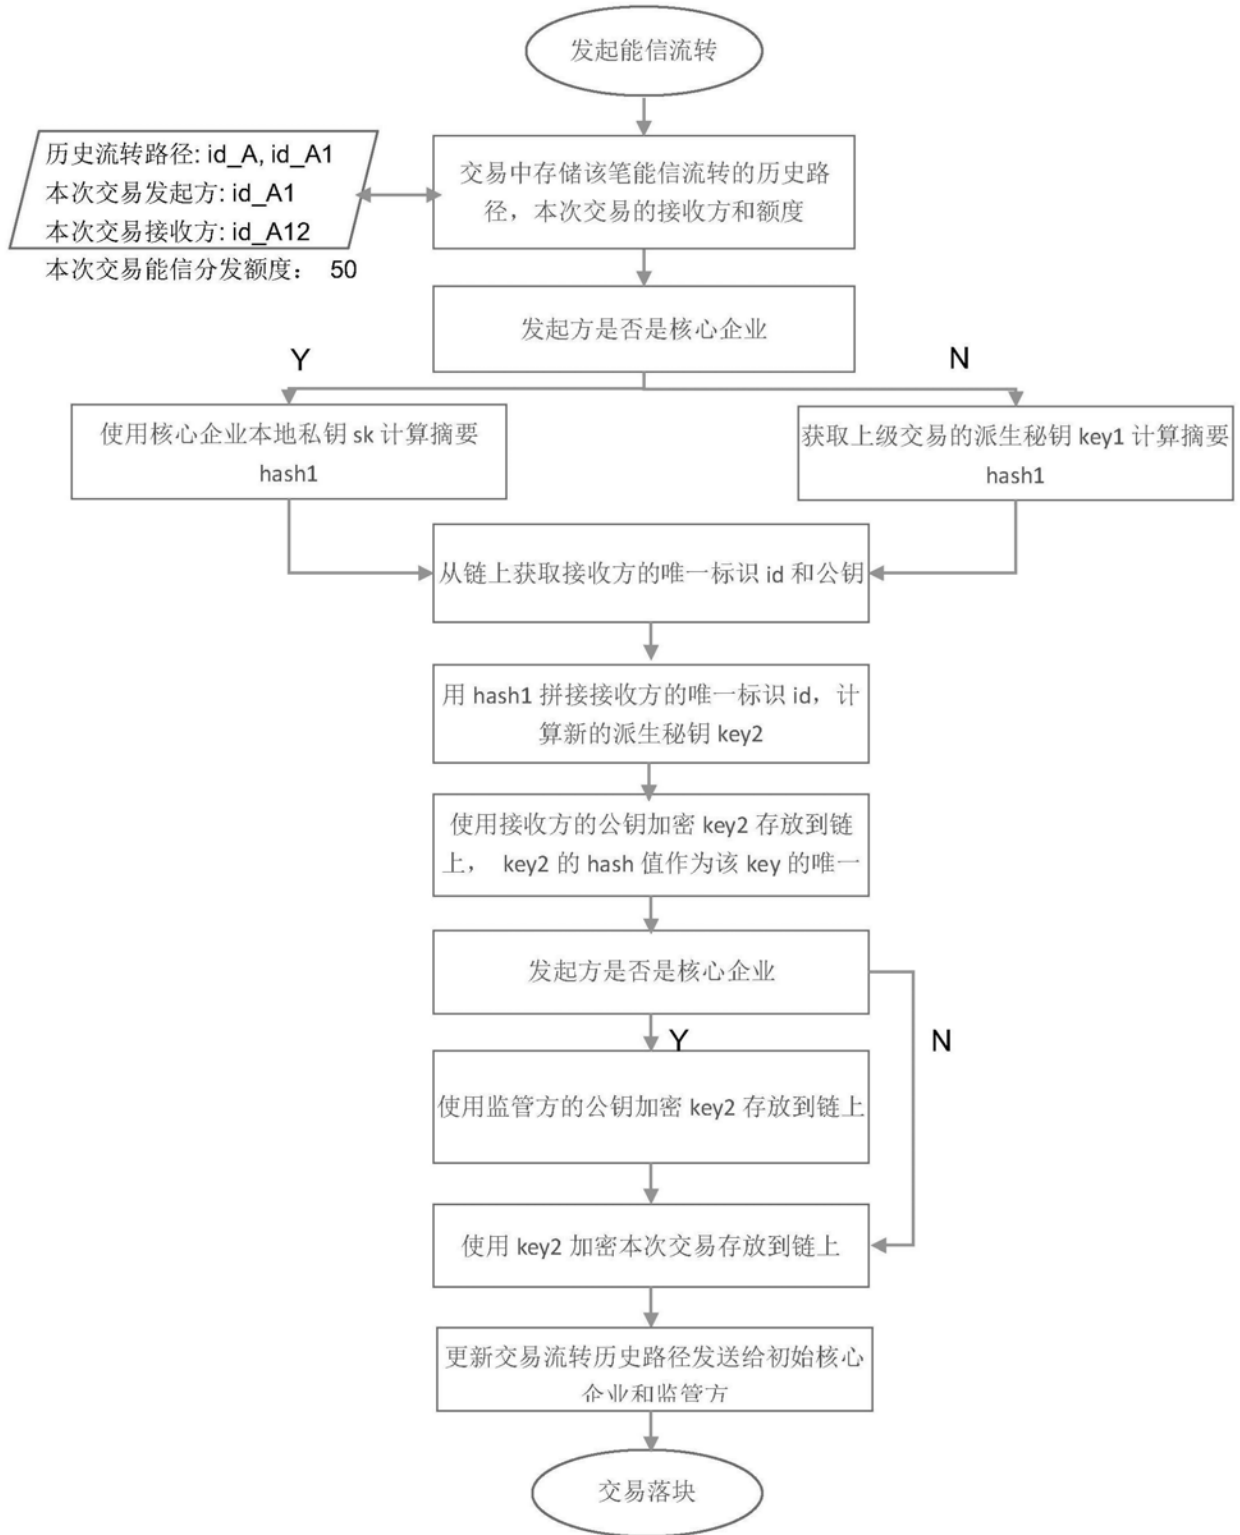 发起能信流转
历史流转路径: id_A, id_A1
本次交易发起方: id_A1
本次交易接收方: id_A12
本次交易能信分发额度： 50
交易中存储该笔能信流转的历史路
径，本次交易的接收方和额度
发起方是否是核心企业
Y
N
使用核心企业本地私钥 sk 计算摘要
hash1
获取上级交易的派生秘钥 key1 计算摘要
hash1
从链上获取接收方的唯一标识 id 和公钥
用 hash1 拼接接收方的唯一标识 id，计
算新的派生秘钥 key2
使用接收方的公钥加密 key2 存放到链
上， key2 的 hash 值作为该 key 的唯一
发起方是否是核心企业
Y
N
使用监管方的公钥加密 key2 存放到链上
使用 key2 加密本次交易存放到链上
更新交易流转历史路径发送给初始核心
企业和监管方
交易落块